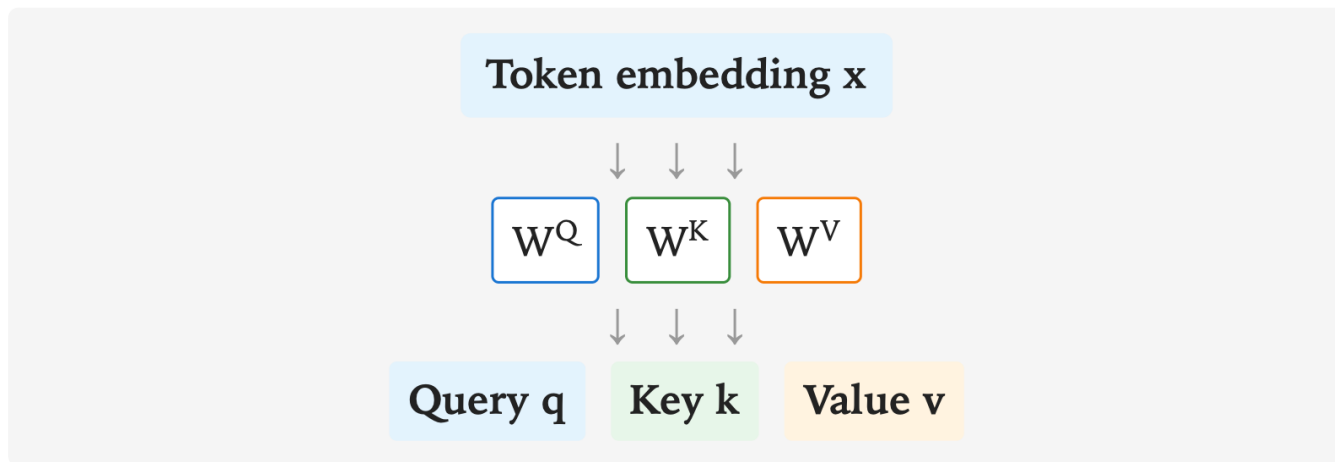 Token embedding x
↓ ↓ ↓
W^Q W^K W^V
↓ ↓ ↓
Query q Key k Value v